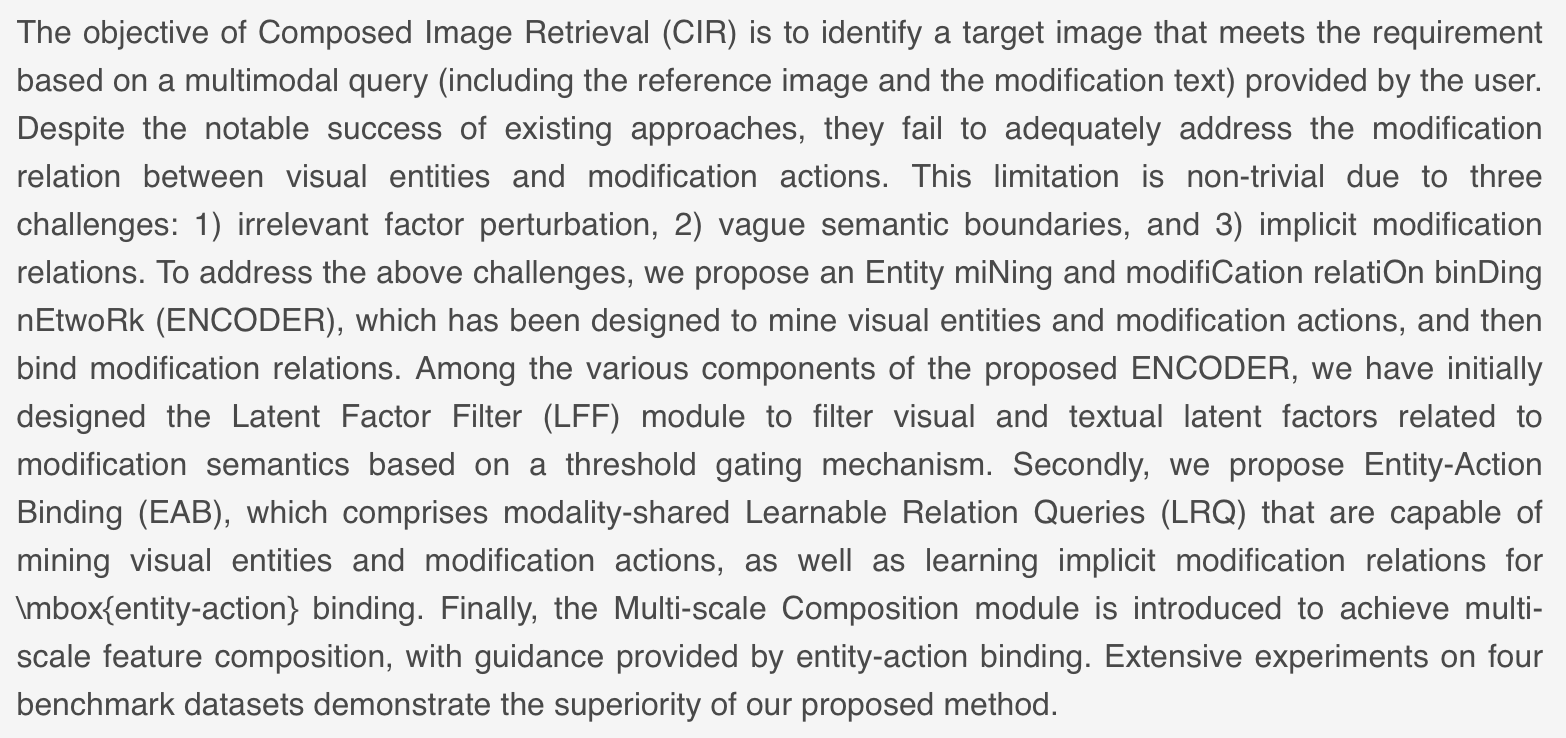 The objective of Composed Image Retrieval (CIR) is to identify a target image that meets the requirement
based on a multimodal query (including the reference image and the modification text) provided by the user.
Despite the notable success of existing approaches, they fail to adequately address the modification
relation between visual entities and modification actions. This limitation is non-trivial due to three
challenges: 1) irrelevant factor perturbation, 2) vague semantic boundaries, and 3) implicit modification
relations. To address the above challenges, we propose an Entity miNing and modifiCation relatiOn binDing
nEtwoRk (ENCODER), which has been designed to mine visual entities and modification actions, and then
bind modification relations. Among the various components of the proposed ENCODER, we have initially
designed the Latent Factor Filter (LFF) module to filter visual and textual latent factors related to
modification semantics based on a threshold gating mechanism. Secondly, we propose Entity-Action
Binding (EAB), which comprises modality-shared Learnable Relation Queries (LRQ) that are capable of
mining visual entities and modification actions, as well as learning implicit modification relations for
\mbox{entity-action} binding. Finally, the Multi-scale Composition module is introduced to achieve multi-
scale feature composition, with guidance provided by entity-action binding. Extensive experiments on four
benchmark datasets demonstrate the superiority of our proposed method.